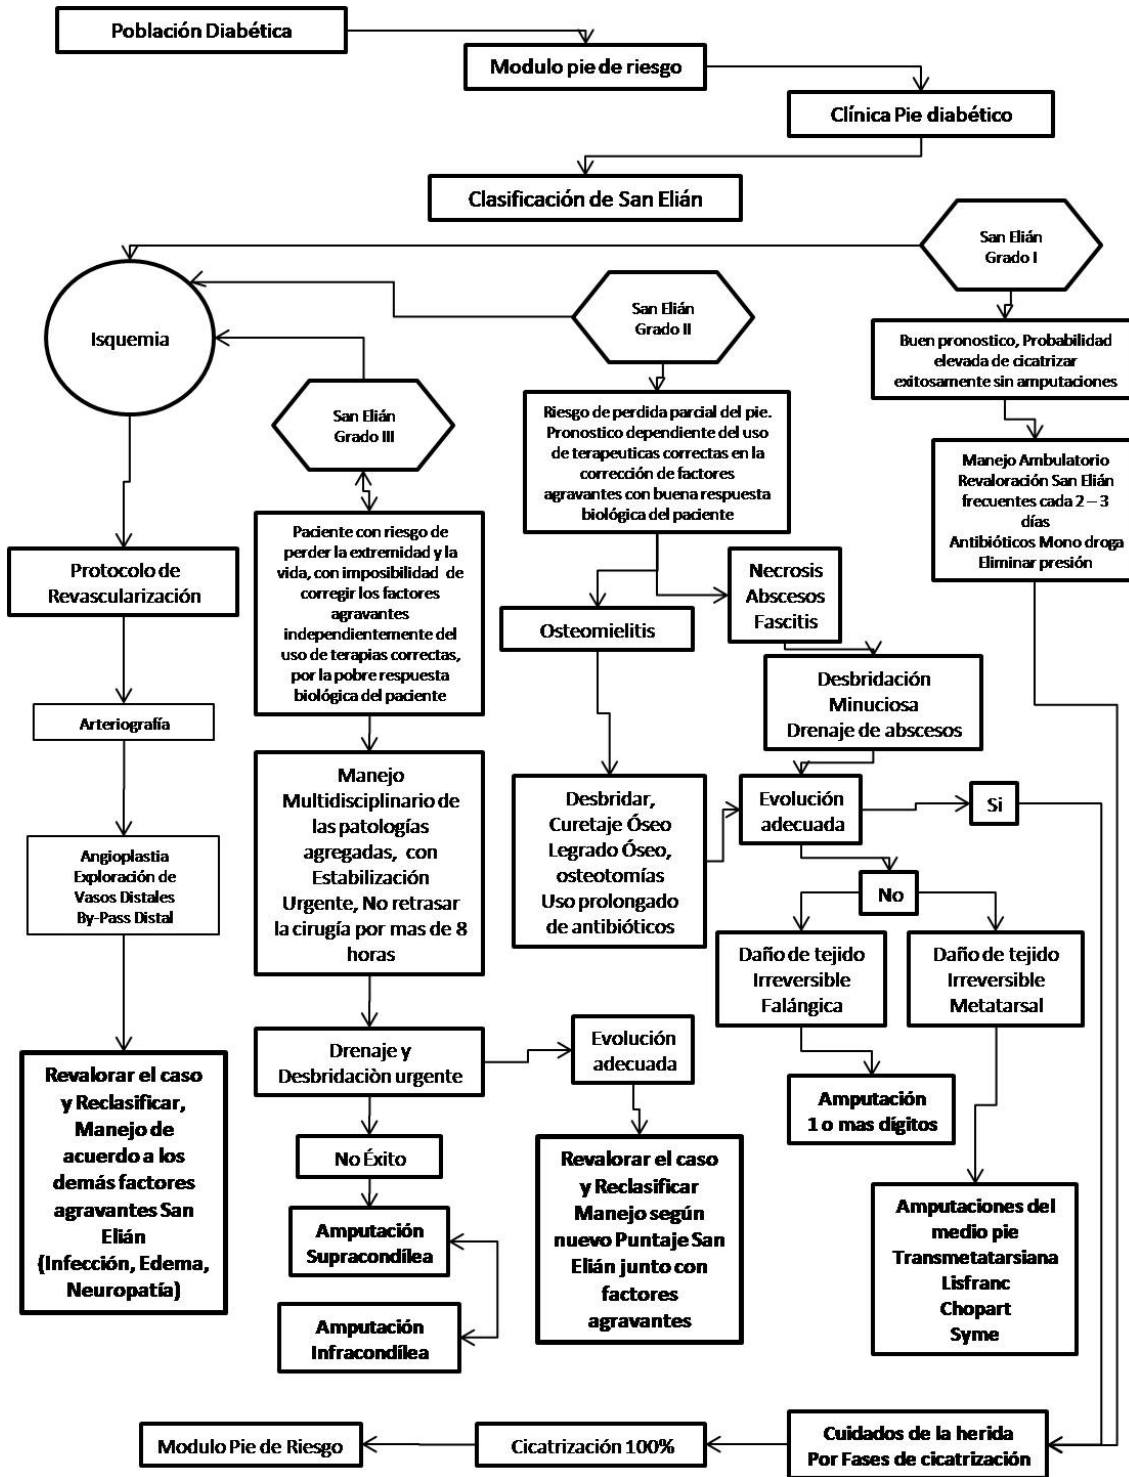 Población Diabética
Modulo pie de riesgo
Clínica Pie diabético
Clasificación de San Elián
San Elián
Grado I
San Elián
Grado II
Isquemia
San Elián
Grado III
Buen pronostico, Probabilidad
elevada de cicatrizar
exitosamente sin amputaciones
Riesgo de perdida parcial del pie.
Pronostico dependiente del uso
de terapeuticas correctas en la
corrección de factores
agravantes con buena respuesta
biológica del paciente
Manejo Ambulatorio
Revaloración San Elián
frecuentes cada 2 – 3
días
Antibióticos Mono droga
Eliminar presión
Paciente con riesgo de
perder la extremidad y la
vida, con imposibilidad de
corregir los factores
agravantes
independientemente del
uso de terapias correctas,
por la pobre respuesta
biológica del paciente
Protocolo de
Revascularización
Necrosis
Abscesos
Fascitis
Osteomielitis
Desbridación
Minuciosa
Drenaje de abscesos
Arteriografía
Manejo
Multidisciplinario de
las patologías
agregadas, con
Estabilización
Urgente, No retrasar
la cirugía por mas de 8
horas
Desbridar,
Curetaje Óseo
Legrado Óseo,
osteotomías
Uso prolongado
de antibióticos
Evolución
adecuada
Si
Angioplastia
Exploración de
Vasos Distales
By-Pass Distal
No
Daño de tejido
Irreversible
Falángica
Daño de tejido
Irreversible
Metatarsal
Drenaje y
Desbridaciòn urgente
Evolución
adecuada
Revalorar el caso
y Reclasificar,
Manejo de
acuerdo a los
demás factores
agravantes San
Elián
(Infección, Edema,
Neuropatía)
Amputación
1 o mas dígitos
No Éxito
Revalorar el caso
y Reclasificar
Manejo según
nuevo Puntaje San
Elián junto con
factores
agravantes
Amputación
Supracondílea
Amputaciones del
medio pie
Transmetatarsiana
Lisfranc
Chopart
Syme
Amputación
Infracondílea
Modulo Pie de Riesgo
Cicatrización 100%
Cuidados de la herida
Por Fases de cicatrización